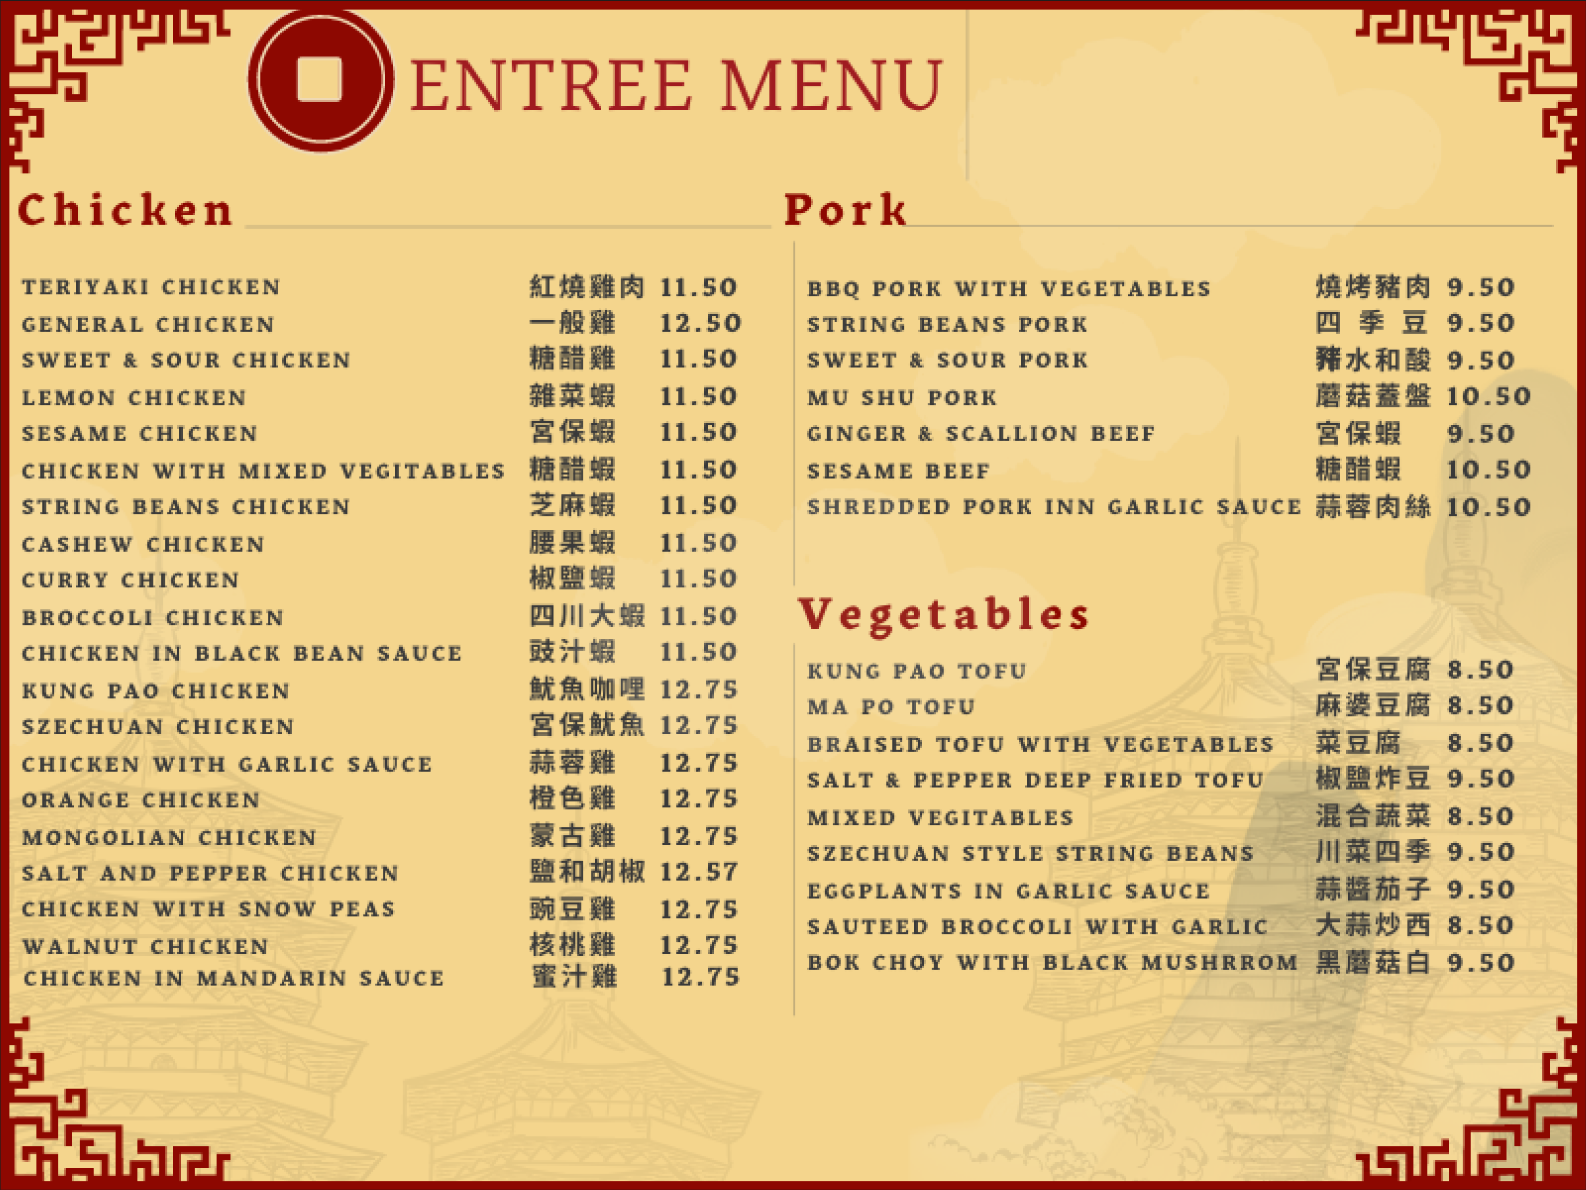 ENTREE MENU
Chicken
TERIYAKI CHICKEN 紅燒雞肉 11.50
GENERAL CHICKEN 一般雞 12.50
SWEET & SOUR CHICKEN 糖醋雞 11.50
LEMON CHICKEN 雜菜蝦 11.50
SESAME CHICKEN 宮保蝦 11.50
CHICKEN WITH MIXED VEGITABLES 糖醋蝦 11.50
STRING BEANS CHICKEN 芝麻蝦 11.50
CASHEW CHICKEN 腰果蝦 11.50
CURRY CHICKEN 椒鹽蝦 11.50
BROCCOLI CHICKEN 四川大蝦 11.50
CHICKEN IN BLACK BEAN SAUCE 豉汁蝦 11.50
KUNG PAO CHICKEN 魷魚咖哩 12.75
SZECHUAN CHICKEN 宮保魷魚 12.75
CHICKEN WITH GARLIC SAUCE 蒜蓉雞 12.75
ORANGE CHICKEN 橙色雞 12.75
MONGOLIAN CHICKEN 蒙古雞 12.75
SALT AND PEPPER CHICKEN 鹽和胡椒 12.57
CHICKEN WITH SNOW PEAS 豌豆雞 12.75
WALNUT CHICKEN 核桃雞 12.75
CHICKEN IN MANDARIN SAUCE 蜜汁雞 12.75
Pork
BBQ PORK WITH VEGETABLES 燒烤豬肉 9.50
STRING BEANS PORK 四季豆 9.50
SWEET & SOUR PORK 水和酸 9.50
MU SHU PORK 蘑菇蓋盤 10.50
GINGER & SCALLION BEEF 宮保蝦 9.50
SESAME BEEF 糖醋蝦 10.50
SHREDDED PORK INN GARLIC SAUCE 蒜蓉肉絲 10.50
Vegetables
KUNG PAO TOFU 宮保豆腐 8.50
MA PO TOFU 麻婆豆腐 8.50
BRAISED TOFU WITH VEGETABLES 菜豆腐 8.50
SALT & PEPPER DEEP FRIED TOFU 椒鹽炸豆 9.50
MIXED VEGITABLES 混合蔬菜 8.50
SZECHUAN STYLE STRING BEANS 川菜四季 9.50
EGGPLANTS IN GARLIC SAUCE 蒜醬茄子 9.50
SAUTEED BROCCOLI WITH GARLIC 大蒜炒西 8.50
BOK CHOY WITH BLACK MUSHRROM 黑蘑菇白 9.50